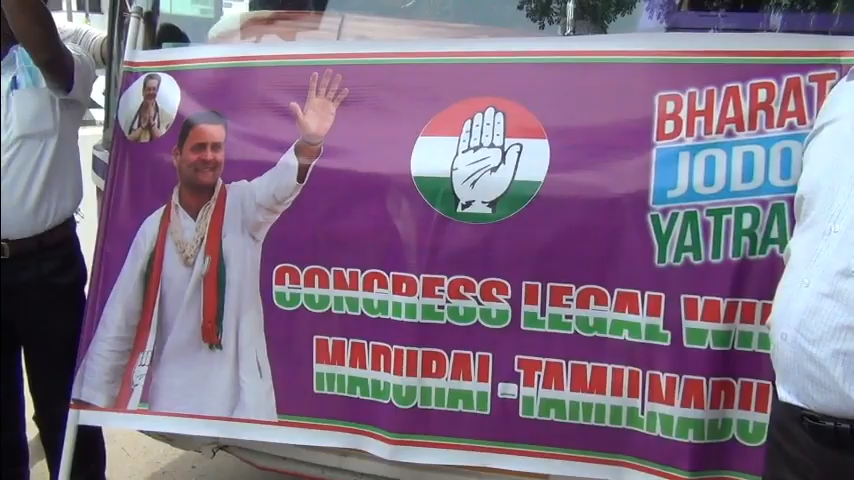 BHARAT
JODO
YATRA
CONGRESS LEGAL
MADURAI - TAMILNADU